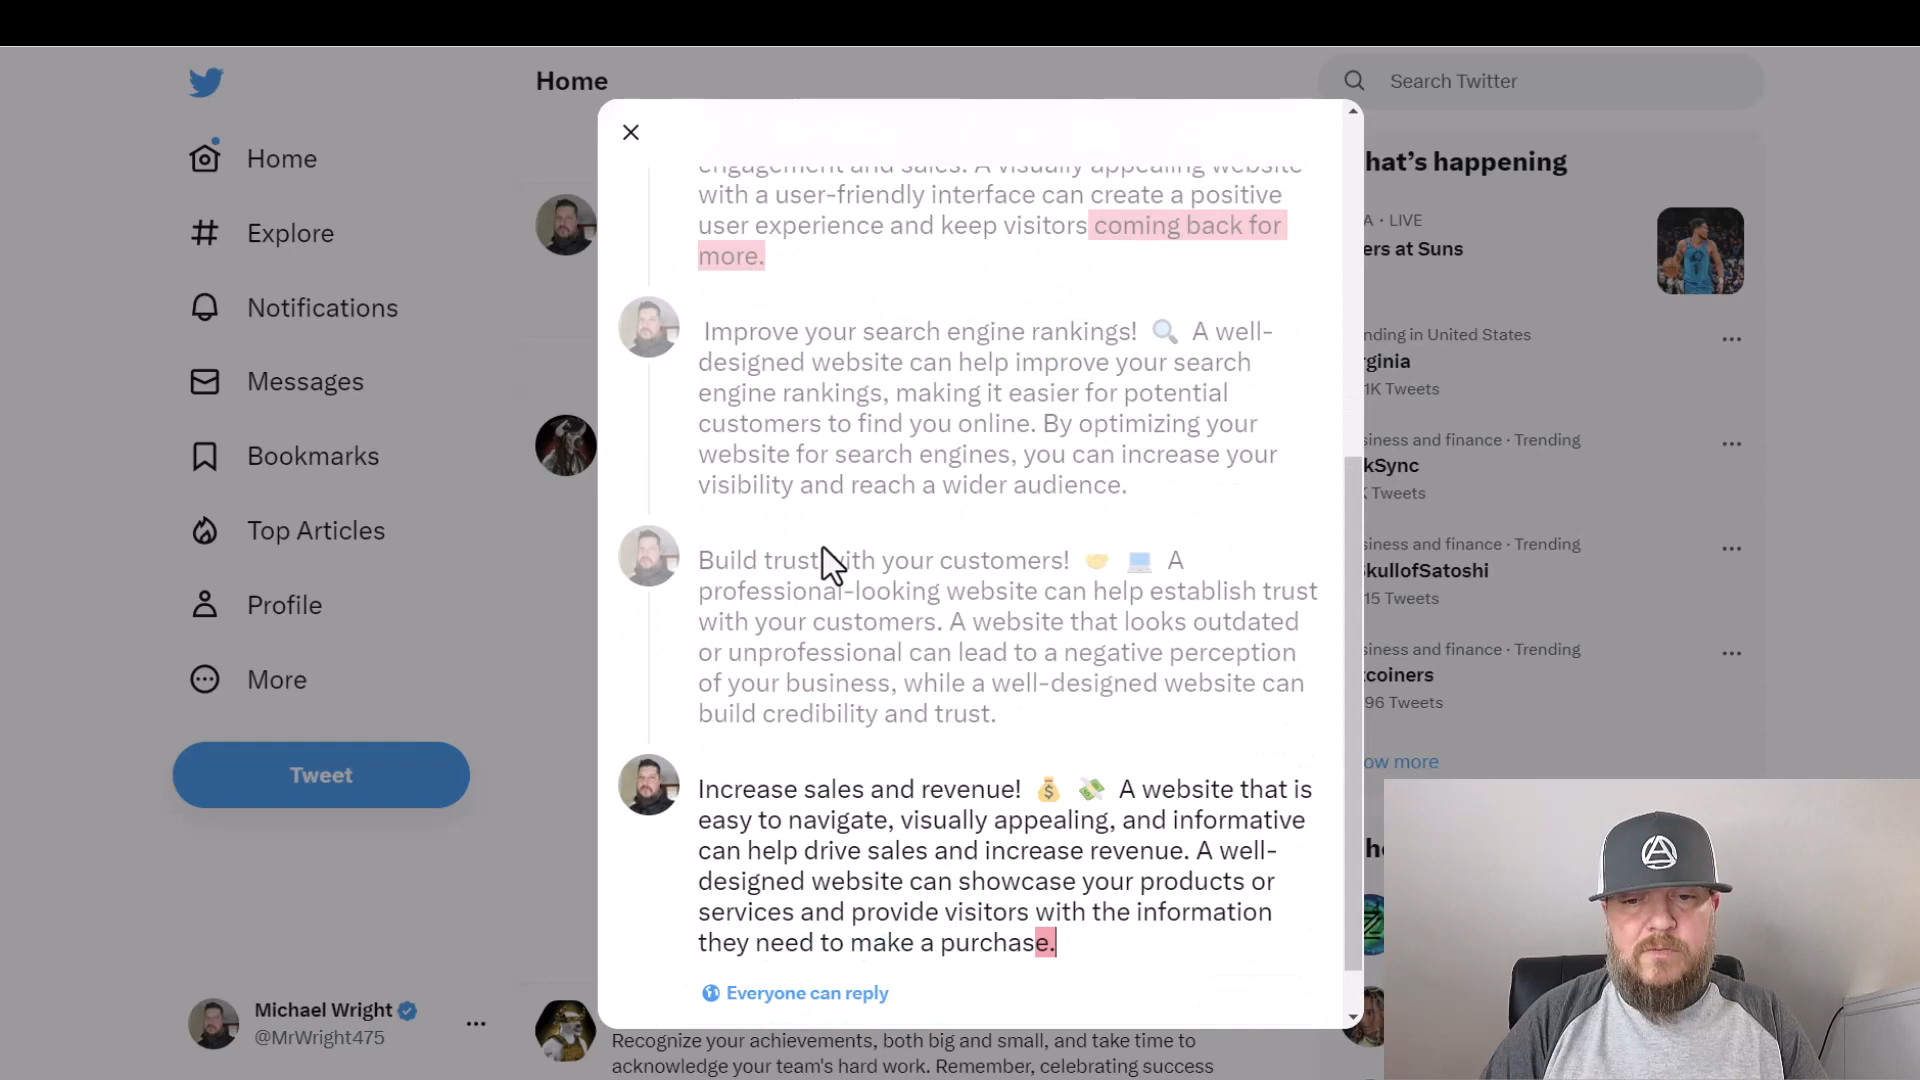 Home
Search Twitter
Home
Explore
Notifications
Messages
Bookmarks
Top Articles
Profile
More
Tweet
Michael Wright
@MrWright475
engagement and sales. A visually appealing website
with a user-friendly interface can create a positive
user experience and keep visitors coming back for
more.
Improve your search engine rankings! 🔍 A well-
designed website can help improve your search
engine rankings, making it easier for potential
customers to find you online. By optimizing your
website for search engines, you can increase your
visibility and reach a wider audience.
Build trust with your customers! 🤝 💻 A
professional-looking website can help establish trust
with your customers. A website that looks outdated
or unprofessional can lead to a negative perception
of your business, while a well-designed website can
build credibility and trust.
Increase sales and revenue! 💰 💸 A website that is
easy to navigate, visually appealing, and informative
can help drive sales and increase revenue. A well-
designed website can showcase your products or
services and provide visitors with the information
they need to make a purchase.
Everyone can reply
Recognize your achievements, both big and small, and take time to
acknowledge your team's hard work. Remember, celebrating success
hat's happening
A · LIVE
ers at Suns
nding in United States
ginia
1K Tweets
siness and finance · Trending
kSync
K Tweets
siness and finance · Trending
kullofSatoshi
15 Tweets
siness and finance · Trending
tcoiners
96 Tweets
ow more